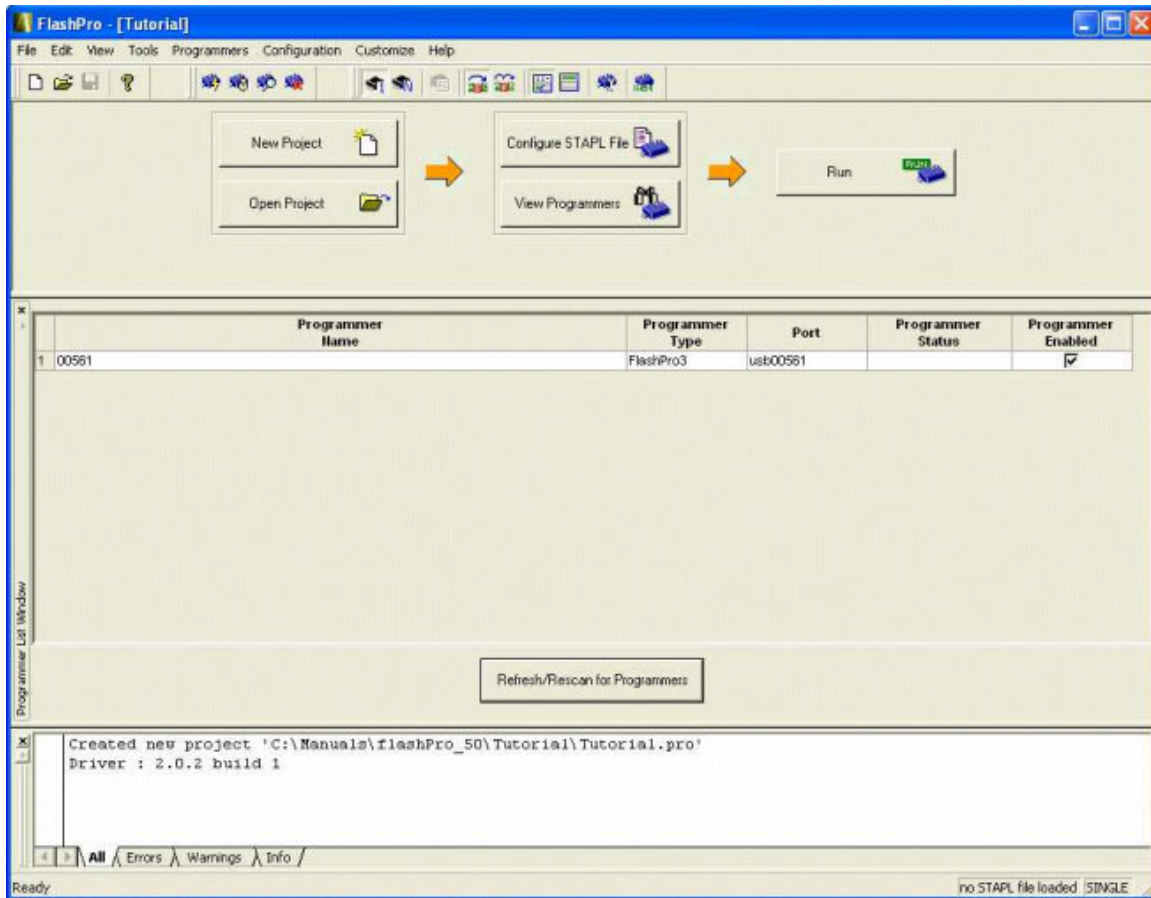 FlashPro - [Tutorial]
File Edit View Tools Programmers Configuration Customize Help
New Project
Open Project
Configure STAPL File
View Programmers
Run
RUN
Programmer Name
Programmer Type
Port
Programmer Status
Programmer Enabled
1 00561 FlashPro3 usb00561
Programmer List Window
Refresh/Rescan for Programmers
Created new project 'C:\Manuals\flashPro_50\Tutorial\Tutorial.pro'
Driver : 2.0.2 build 1
All Errors Warnings Info
Ready
no STAPL file loaded SINGLE